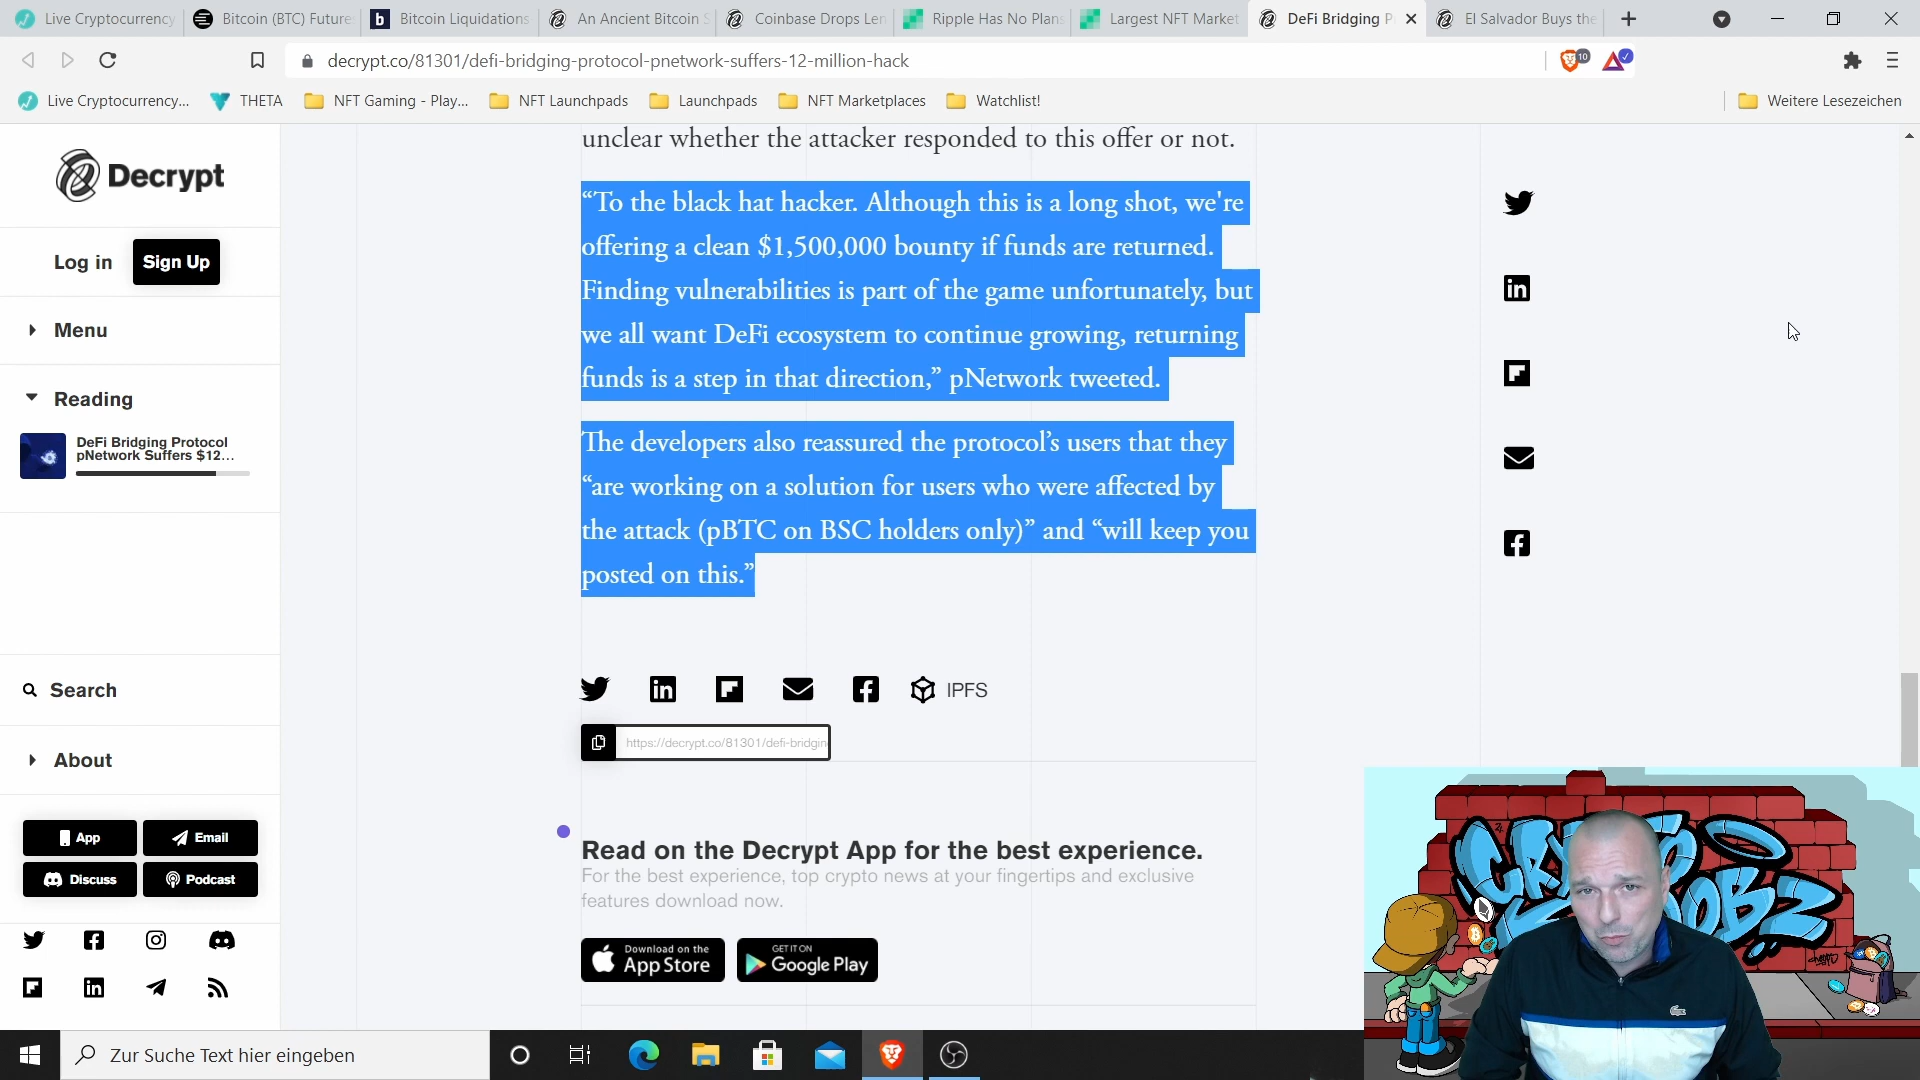 Live Cryptocurrency
Bitcoin (BTC) Future
Bitcoin Liquidations
An Ancient Bitcoin S
Coinbase Drops Len
Ripple Has No Plans
Largest NFT Market
DeFi Bridging P
El Salvador Buys the
decrypt.co/81301/defi-bridging-protocol-pnetwork-suffers-12-million-hack
10
Live Cryptocurrency...
THETA
NFT Gaming - Play...
NFT Launchpads
Launchpads
NFT Marketplaces
Watchlist!
Weitere Lesezeichen
Decrypt
Log in
Sign Up
Menu
Reading
DeFi Bridging Protocol
pNetwork Suffers $12...
Search
About
App
Email
Discuss
Podcast
unclear whether the attacker responded to this offer or not.
“To the black hat hacker. Although this is a long shot, we're
offering a clean $1,500,000 bounty if funds are returned.
Finding vulnerabilities is part of the game unfortunately, but
we all want DeFi ecosystem to continue growing, returning
funds is a step in that direction,” pNetwork tweeted.
The developers also reassured the protocol’s users that they
“are working on a solution for users who were affected by
the attack (pBTC on BSC holders only)” and “will keep you
posted on this.”
IPFS
https://decrypt.co/81301/defi-bridgin
Read on the Decrypt App for the best experience.
For the best experience, top crypto news at your fingertips and exclusive
features download now.
Download on the
App Store
GET IT ON
Google Play
Zur Suche Text hier eingeben